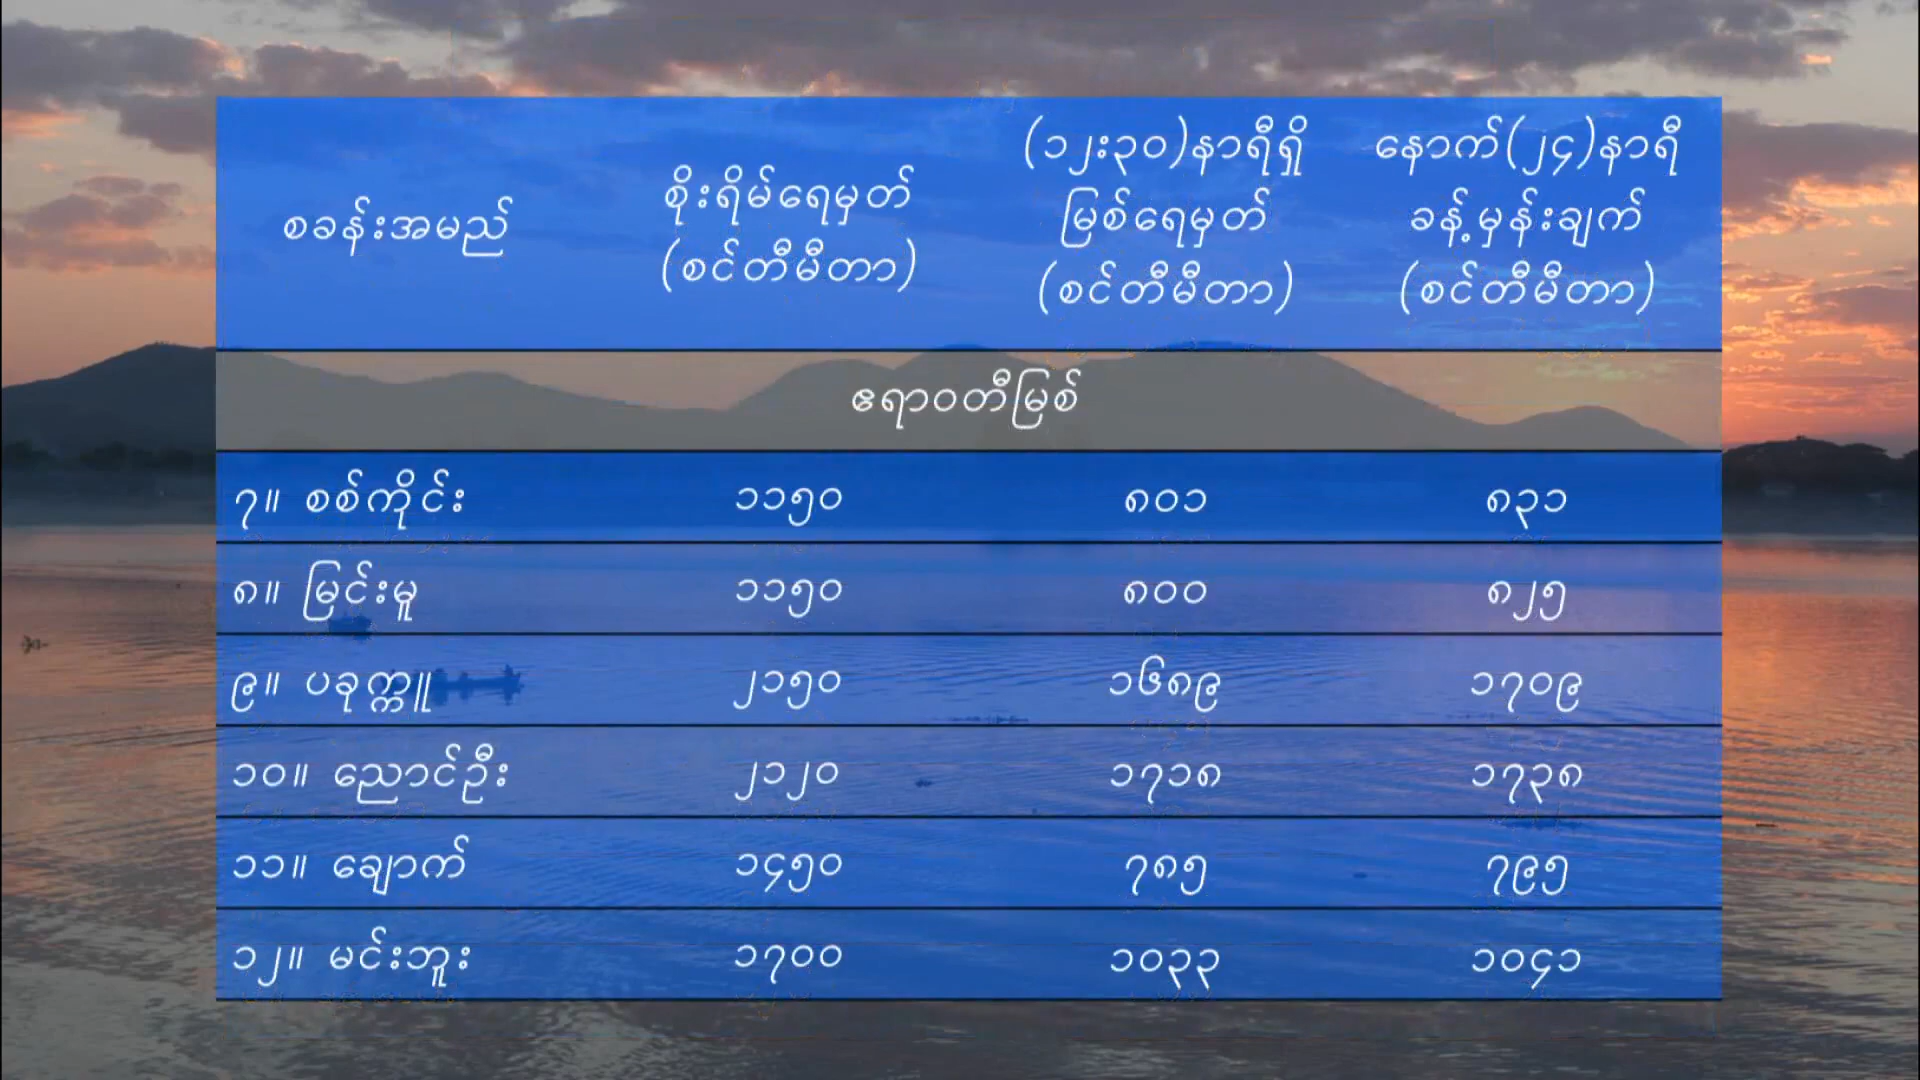 စခန်းအမည်
စိုးရိမ်ရေမှတ်
(စင်တီမီတာ)
(၁၂း၃၀)နာရီရှိ
မြစ်ရေမှတ်
(စင်တီမီတာ)
နောက်(၂၄)နာရီ
ခန့်မှန်းချက်
(စင်တီမီတာ)
ဧရာဝတီမြစ်
၇။ စစ်ကိုင်း ၁၁၅၀ ၈၀၁ ၈၃၁
၈။ မြင်းမူ ၁၁၅၀ ၈၀၀ ၈၂၅
၉။ ပခုက္ကူ ၂၁၅၀ ၁၆၈၉ ၁၇၀၉
၁၀။ ညောင်ဦး ၂၁၂၀ ၁၇၁၈ ၁၇၃၈
၁၁။ ချောက် ၁၄၅၀ ၇၈၅ ၇၉၅
၁၂။ မင်းဘူး ၁၇၀၀ ၁၀၃၃ ၁၀၄၁